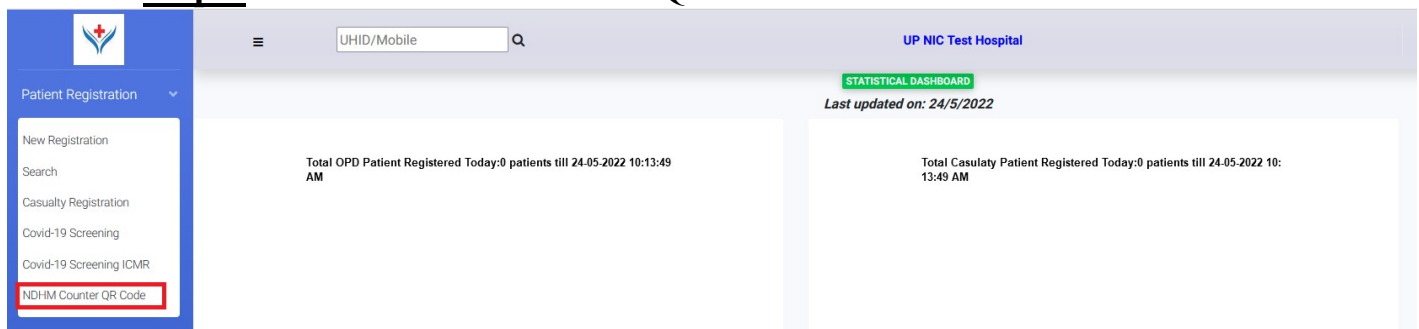 UHID/Mobile
UP NIC Test Hospital
Patient Registration
STATISTICAL DASHBOARD
Last updated on: 24/5/2022
New Registration
Search
Casualty Registration
Covid-19 Screening
Covid-19 Screening ICMR
NDHM Counter QR Code
Total OPD Patient Registered Today:0 patients till 24-05-2022 10:13:49
AM
Total Casulaty Patient Registered Today:0 patients till 24-05-2022 10:
13:49 AM